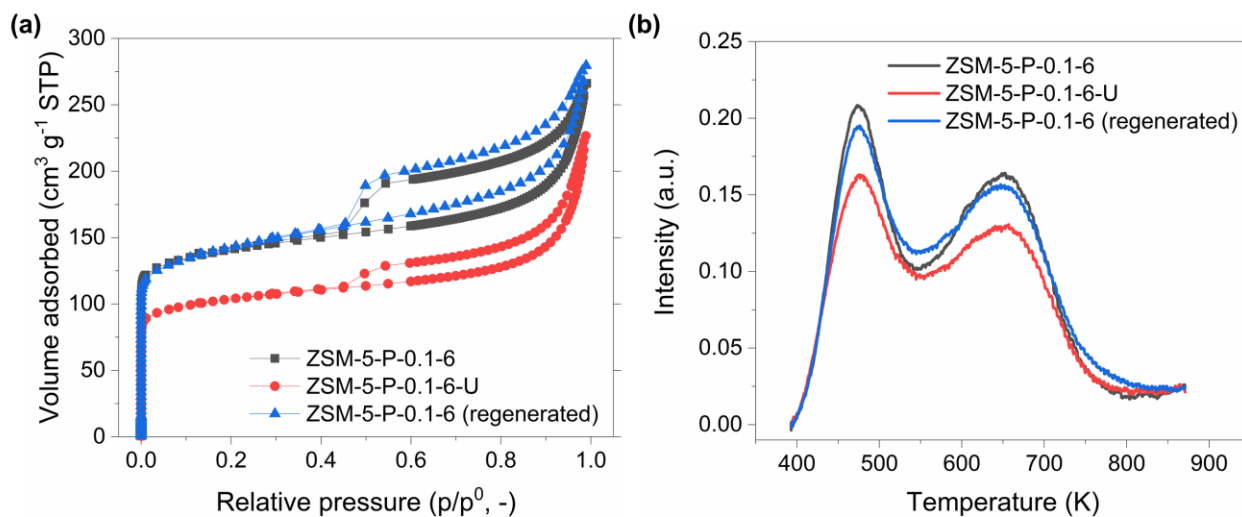 (a)
300
250
200
150
100
50
0
Volume adsorbed (cm³ g⁻¹ STP)
ZSM-5-P-0.1-6
ZSM-5-P-0.1-6-U
ZSM-5-P-0.1-6 (regenerated)
0.0 0.2 0.4 0.6 0.8 1.0
Relative pressure (p/p⁰, -)
(b)
0.25
0.20
0.15
0.10
0.05
0.00
Intensity (a.u.)
ZSM-5-P-0.1-6
ZSM-5-P-0.1-6-U
ZSM-5-P-0.1-6 (regenerated)
400 500 600 700 800 900
Temperature (K)